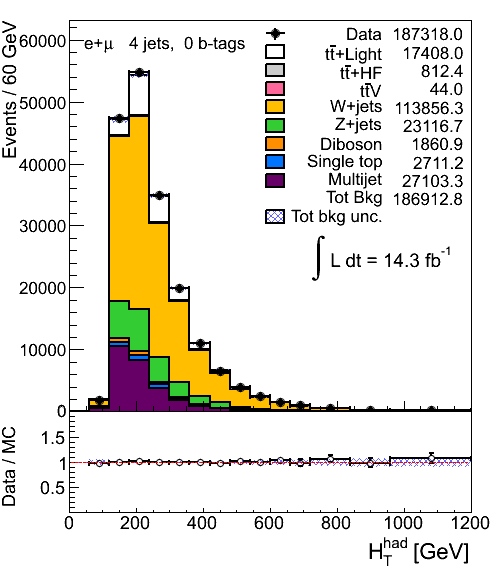 Events / 60 GeV
60000
50000
40000
30000
20000
10000
0
e+μ 4 jets, 0 b-tags
Data 187318.0
tt̄+Light 17408.0
tt̄+HF 812.4
tt̄V 44.0
W+jets 113856.3
Z+jets 23116.7
Diboson 1860.9
Single top 2711.2
Multijet 27103.3
Tot Bkg 186912.8
Tot bkg unc.
∫ L dt = 14.3 fb⁻¹
Data / MC
1.5
1
0.5
0 200 400 600 800 1000 1200
H_T^had [GeV]